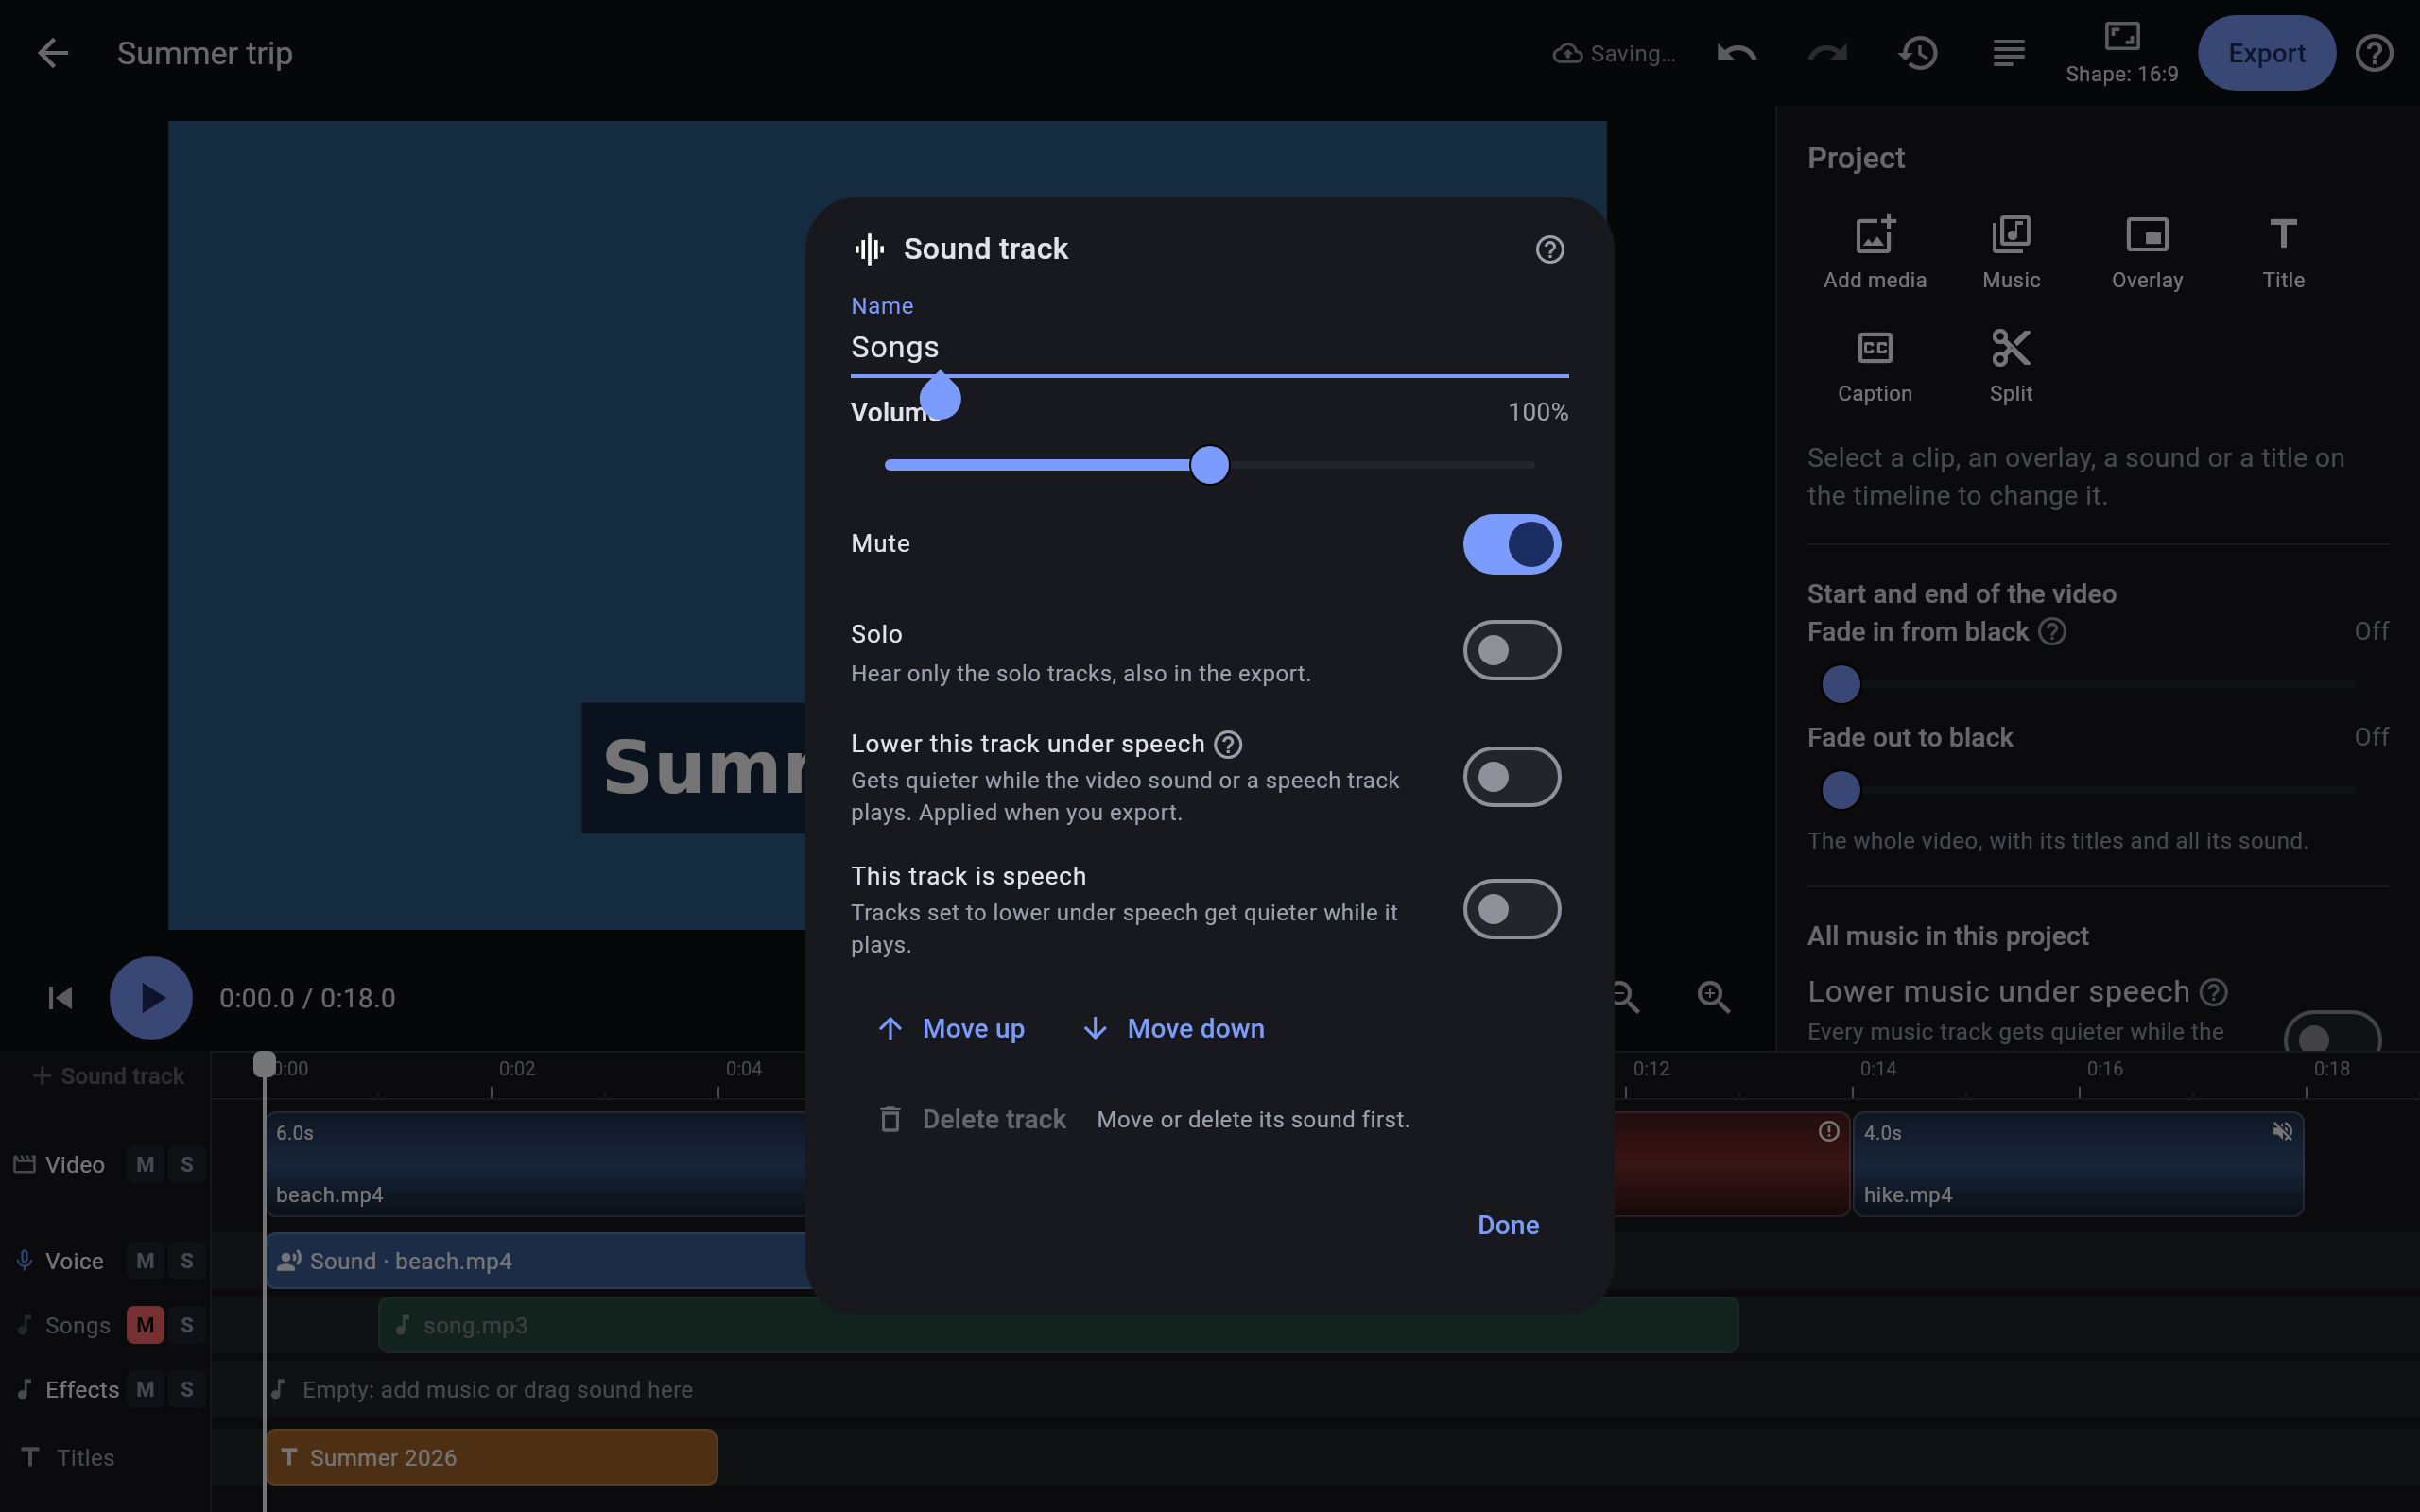 Summer trip
Saving...
Shape: 16:9
Export
Project
Add media
Music
Overlay
Title
Caption
Split
Select a clip, an overlay, a sound or a title on
the timeline to change it.
Start and end of the video
Fade in from black
Off
Fade out to black
Off
The whole video, with its titles and all its sound.
All music in this project
Lower music under speech
Every music track gets quieter while the
Sound track
Name
Songs
Volume
100%
Mute
Solo
Hear only the solo tracks, also in the export.
Lower this track under speech
Gets quieter while the video sound or a speech track
plays. Applied when you export.
This track is speech
Tracks set to lower under speech get quieter while it
plays.
Move up
Move down
Delete track
Move or delete its sound first.
Done
0:00.0 / 0:18.0
Sound track
0:00
0:02
0:04
0:12
0:14
0:16
0:18
Video
M
S
6.0s
beach.mp4
4.0s
hike.mp4
Voice
M
S
Sound · beach.mp4
Songs
M
S
song.mp3
Effects
M
S
Empty: add music or drag sound here
T Titles
T Summer 2026